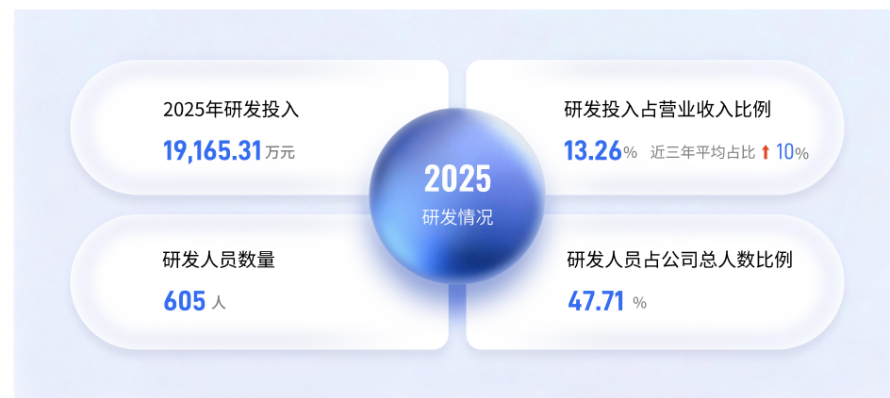 2025年研发投入
19,165.31万元
研发投入占营业收入比例
13.26% 近三年平均占比 ⬆ 10%
2025
研发情况
研发人员数量
605 人
研发人员占公司总人数比例
47.71 %